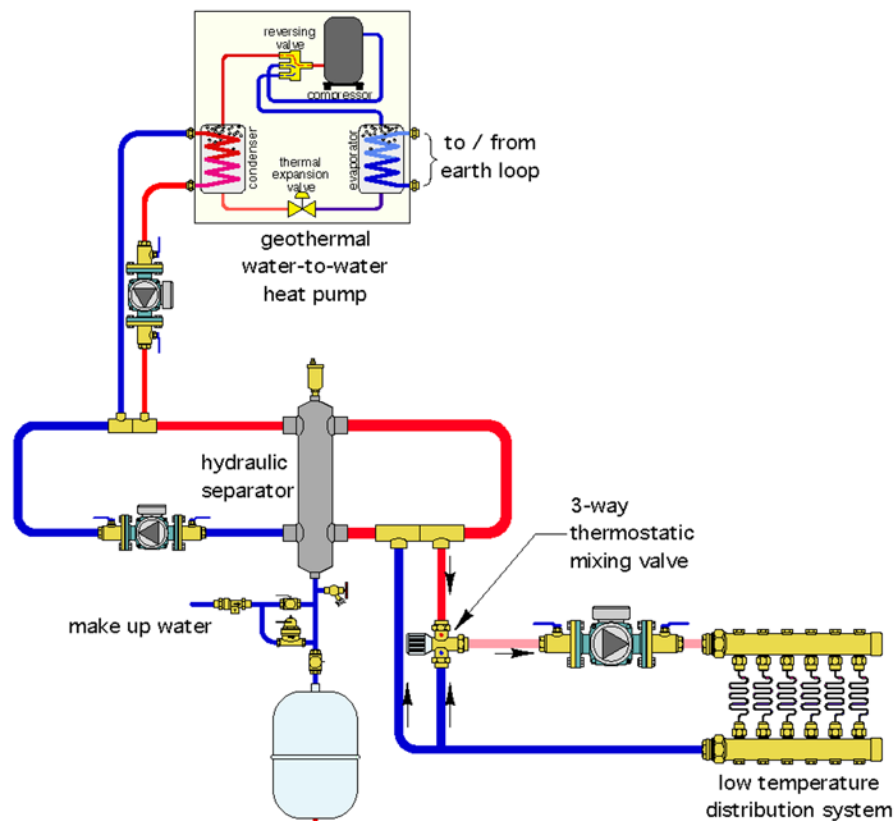 reversing
valve
compressor
condenser
evaporator
thermal
expansion
valve
to / from
earth loop
geothermal
water-to-water
heat pump
hydraulic
separator
3-way
thermostatic
mixing valve
make up water
low temperature
distribution system